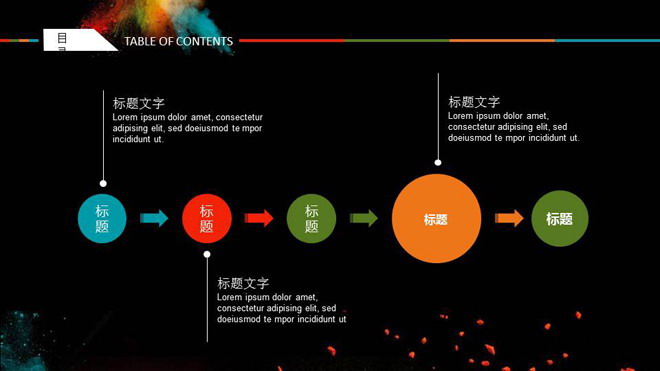 目
录
TABLE OF CONTENTS
标题文字
Lorem ipsum dolor amet, consectetur
adipising elit, sed doeiusmod te mpor
incididunt ut.
标题文字
Lorem ipsum dolor amet,
consectetur adipising elit, sed
doeiusmod te mpor incididunt ut.
标
题
标
题
标
题
标题
标题
标题文字
Lorem ipsum dolor amet,
consectetur adipising elit, sed
doeiusmod te mpor incididunt ut